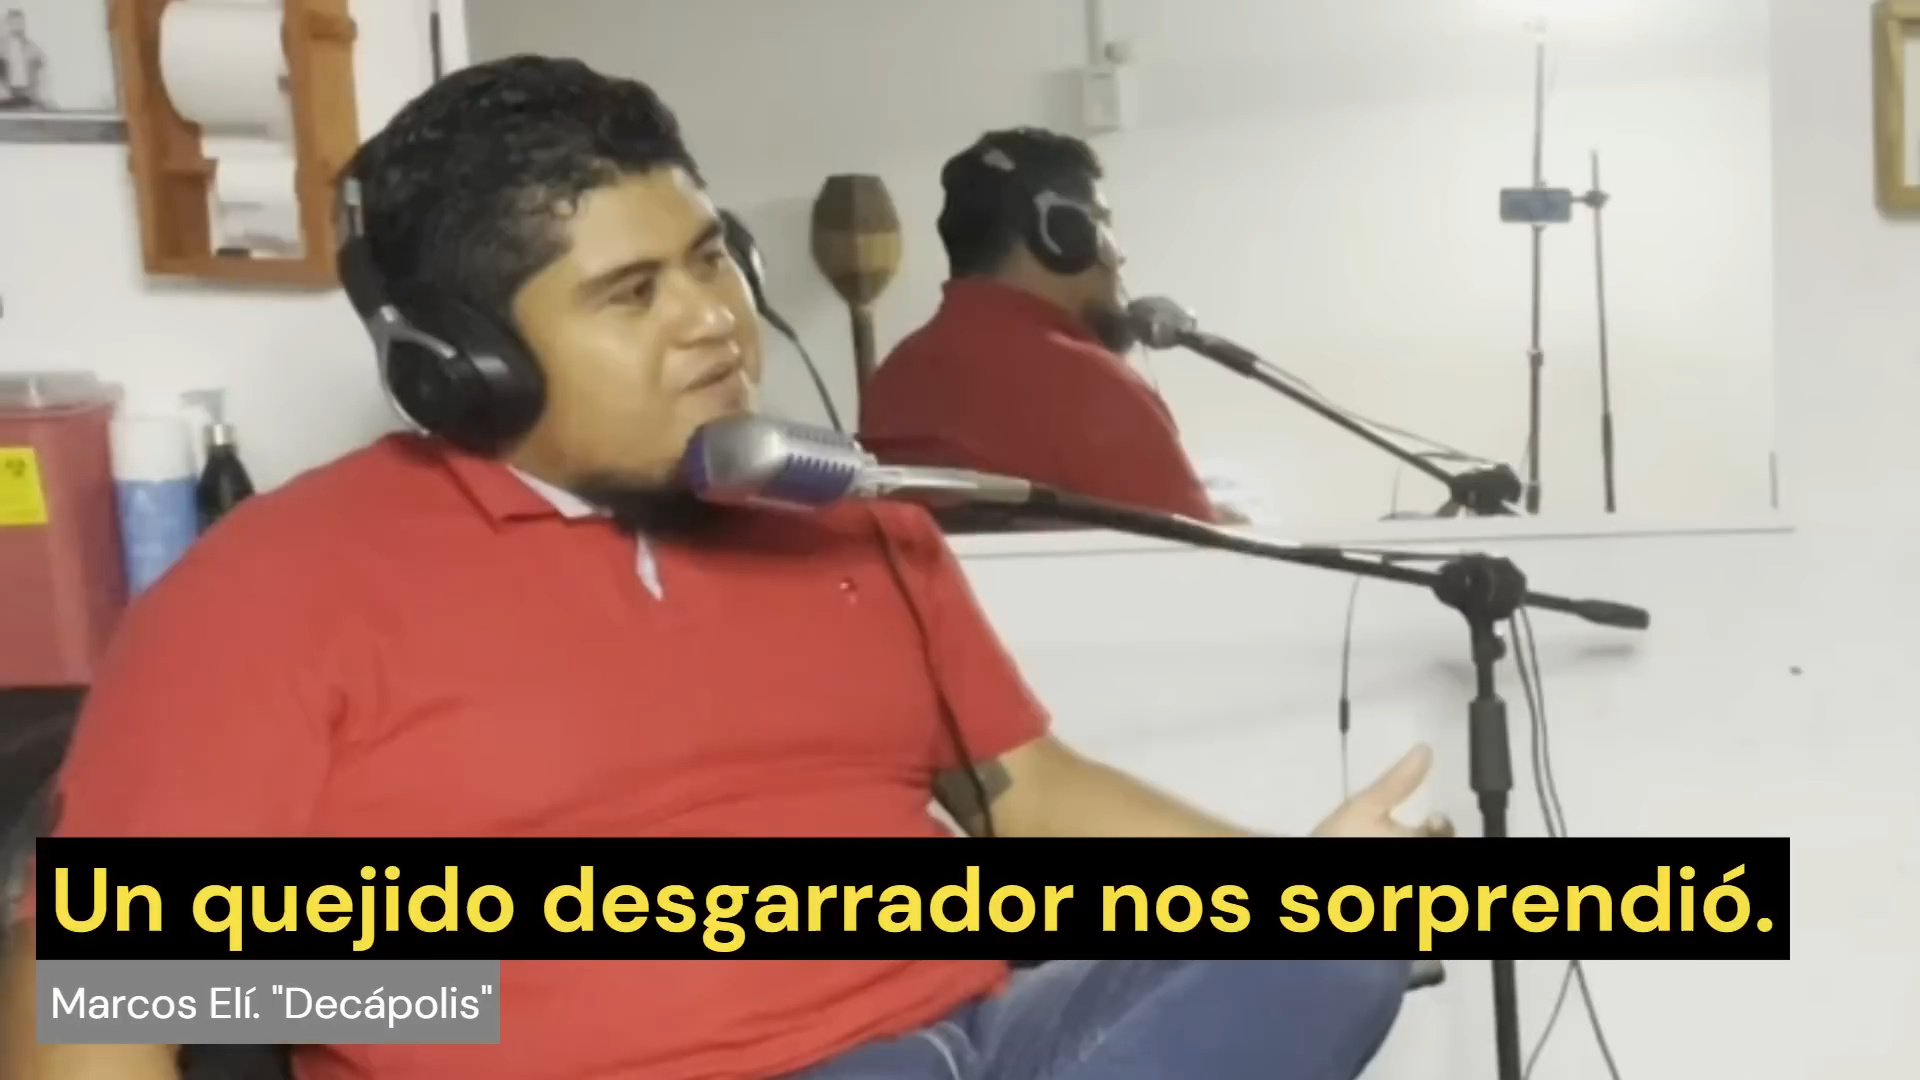 Un quejido desgarrador nos sorprendió.
Marcos Elí. "Decápolis"